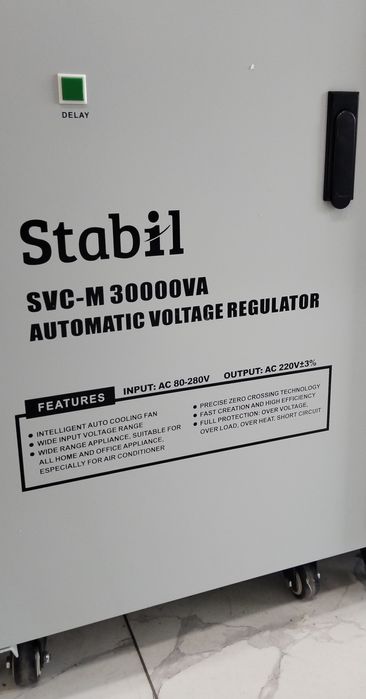 DELAY
Stabil
SVC-M 30000VA
AUTOMATIC VOLTAGE REGULATOR
FEATURES
INPUT: AC 80-280V
OUTPUT: AC 220V±3%
● INTELLIGENT AUTO COOLING FAN
● WIDE INPUT VOLTAGE RANGE
● WIDE RANGE APPLIANCE, SUITABLE FOR
ALL HOME AND OFFICE APPLIANCE,
ESPECIALLY FOR AIR CONDITIONER
● PRECISE ZERO CROSSING TECHNOLOGY
● FAST CREATION AND HIGH EFFICIENCY
● FULL PROTECTION: OVER VOLTAGE,
OVER LOAD, OVER HEAT. SHORT CIRCUIT